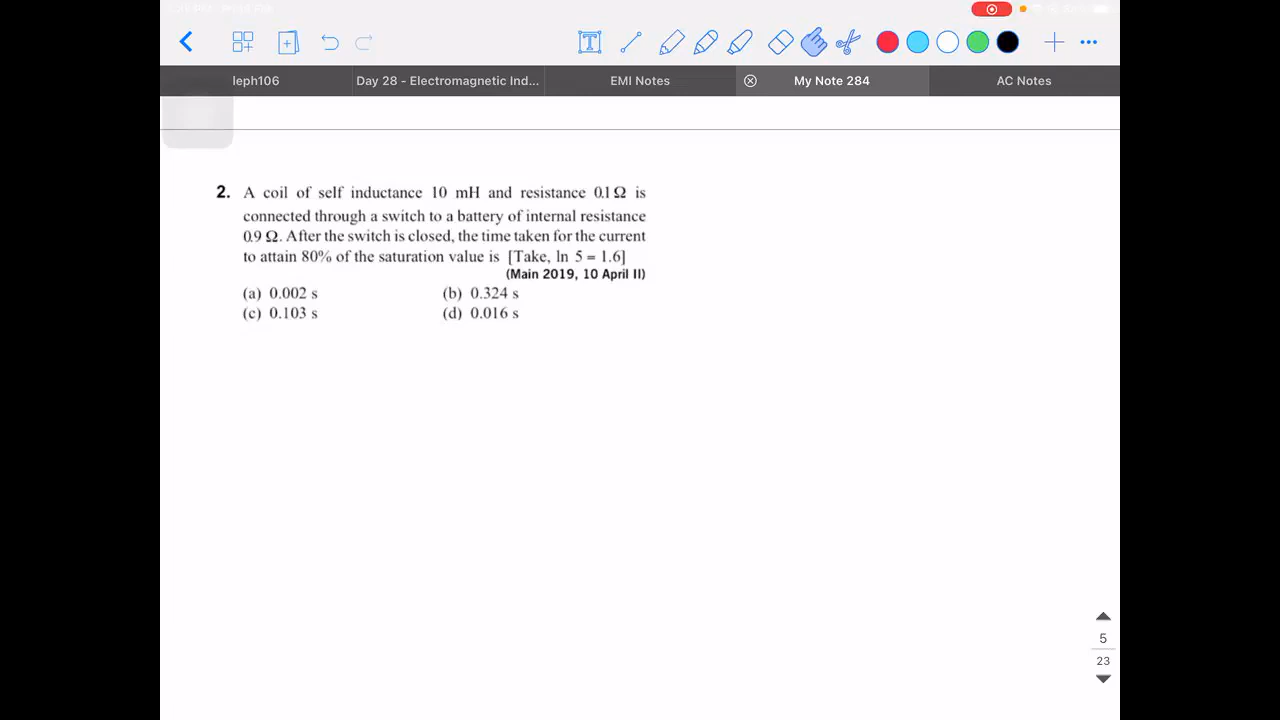 T
leph106
Day 28 - Electromagnetic Ind...
EMI Notes
My Note 284
AC Notes
2. A coil of self inductance 10 mH and resistance 0.1 Ω is
connected through a switch to a battery of internal resistance
0.9 Ω. After the switch is closed, the time taken for the current
to attain 80% of the saturation value is [Take, ln 5 = 1.6]
(Main 2019, 10 April II)
(a) 0.002 s (b) 0.324 s
(c) 0.103 s (d) 0.016 s
5
23